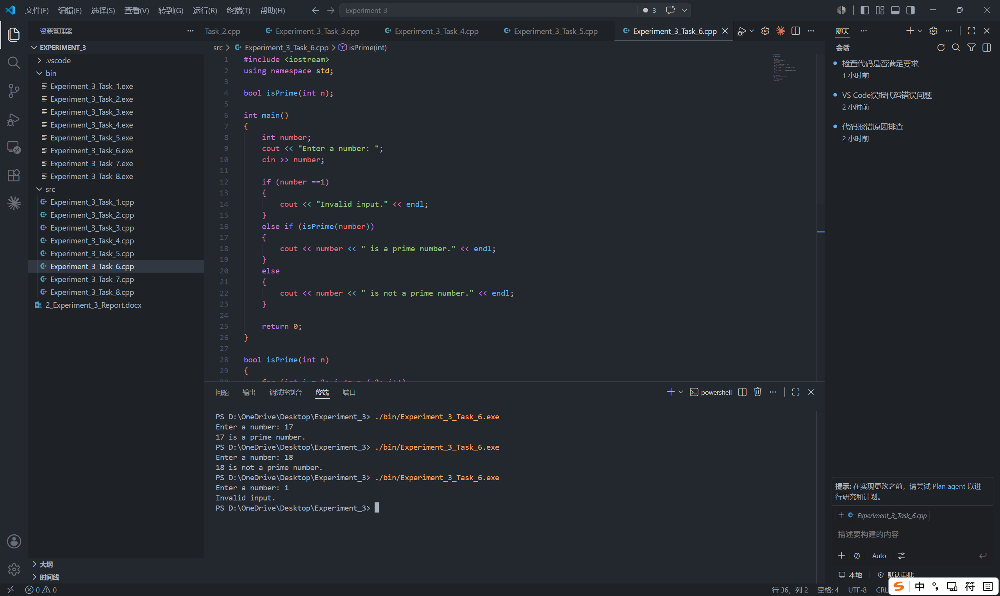 文件(F) 编辑(E) 选择(S) 查看(V) 转到(G) 运行(R) 终端(T) 帮助(H)
Experiment_3
3
资源管理器
_Task_2.cpp
Experiment_3_Task_3.cpp
Experiment_3_Task_4.cpp
Experiment_3_Task_5.cpp
Experiment_3_Task_6.cpp
EXPERIMENT_3
.vscode
bin
Experiment_3_Task_1.exe
Experiment_3_Task_2.exe
Experiment_3_Task_3.exe
Experiment_3_Task_4.exe
Experiment_3_Task_5.exe
Experiment_3_Task_6.exe
Experiment_3_Task_7.exe
Experiment_3_Task_8.exe
src
Experiment_3_Task_1.cpp
Experiment_3_Task_2.cpp
Experiment_3_Task_3.cpp
Experiment_3_Task_4.cpp
Experiment_3_Task_5.cpp
Experiment_3_Task_6.cpp
Experiment_3_Task_7.cpp
Experiment_3_Task_8.cpp
2_Experiment_3_Report.docx
大纲
时间线
src > Experiment_3_Task_6.cpp > isPrime(int)
1 #include <iostream>
2 using namespace std;
3
4 bool isPrime(int n);
5
6 int main()
7 {
8 int number;
9 cout << "Enter a number: ";
10 cin >> number;
11
12 if (number ==1)
13 {
14 cout << "Invalid input." << endl;
15 }
16 else if (isPrime(number))
17 {
18 cout << number << " is a prime number." << endl;
19 }
20 else
21 {
22 cout << number << " is not a prime number." << endl;
23 }
24
25 return 0;
26 }
27
28 bool isPrime(int n)
29 {
问题 输出 调试控制台 终端 端口
powershell
PS D:\OneDrive\Desktop\Experiment_3> ./bin/Experiment_3_Task_6.exe
Enter a number: 17
17 is a prime number.
PS D:\OneDrive\Desktop\Experiment_3> ./bin/Experiment_3_Task_6.exe
Enter a number: 18
18 is not a prime number.
PS D:\OneDrive\Desktop\Experiment_3> ./bin/Experiment_3_Task_6.exe
Enter a number: 1
Invalid input.
PS D:\OneDrive\Desktop\Experiment_3>
聊天
会话
检查代码是否满足要求
1 小时前
VS Code误报代码错误问题
2 小时前
代码报错原因排查
2 小时前
提示: 在实现更改之前，请尝试 Plan agent 以进
行研究和计划。
Experiment_3_Task_6.cpp
描述要构建的内容
Auto
本地
默认审批
0 0
行 36，列 2 空格: 4 UTF-8 CRL
中 符